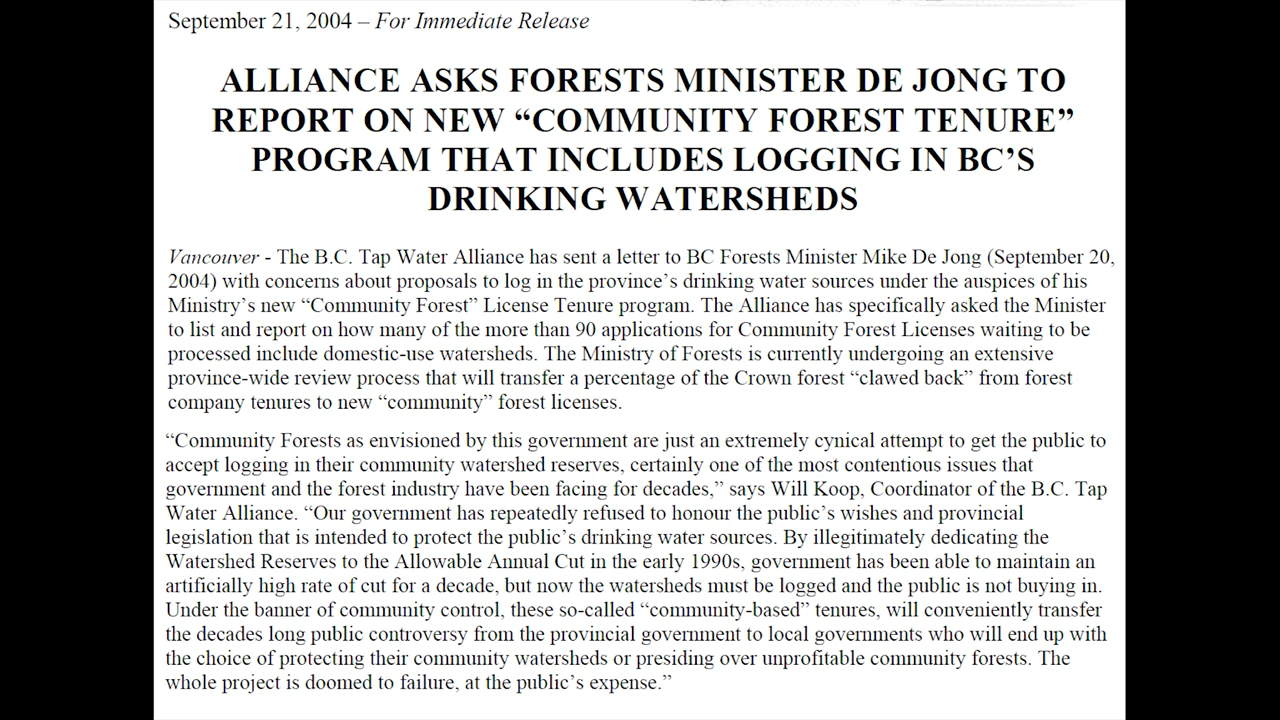 September 21, 2004 – For Immediate Release
ALLIANCE ASKS FORESTS MINISTER DE JONG TO
REPORT ON NEW “COMMUNITY FOREST TENURE”
PROGRAM THAT INCLUDES LOGGING IN BC’S
DRINKING WATERSHEDS
Vancouver - The B.C. Tap Water Alliance has sent a letter to BC Forests Minister Mike De Jong (September 20,
2004) with concerns about proposals to log in the province’s drinking water sources under the auspices of his
Ministry’s new “Community Forest” License Tenure program. The Alliance has specifically asked the Minister
to list and report on how many of the more than 90 applications for Community Forest Licenses waiting to be
processed include domestic-use watersheds. The Ministry of Forests is currently undergoing an extensive
province-wide review process that will transfer a percentage of the Crown forest “clawed back” from forest
company tenures to new “community” forest licenses.
“Community Forests as envisioned by this government are just an extremely cynical attempt to get the public to
accept logging in their community watershed reserves, certainly one of the most contentious issues that
government and the forest industry have been facing for decades,” says Will Koop, Coordinator of the B.C. Tap
Water Alliance. “Our government has repeatedly refused to honour the public’s wishes and provincial
legislation that is intended to protect the public’s drinking water sources. By illegitimately dedicating the
Watershed Reserves to the Allowable Annual Cut in the early 1990s, government has been able to maintain an
artificially high rate of cut for a decade, but now the watersheds must be logged and the public is not buying in.
Under the banner of community control, these so-called “community-based” tenures, will conveniently transfer
the decades long public controversy from the provincial government to local governments who will end up with
the choice of protecting their community watersheds or presiding over unprofitable community forests. The
whole project is doomed to failure, at the public’s expense.”